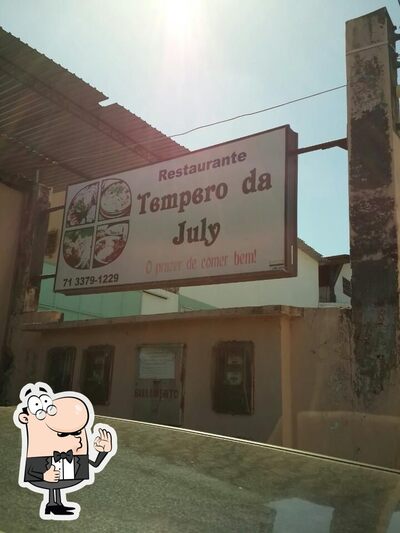 Restaurante
Tempero da
July
O prazer de comer bem!
71 3379-1229